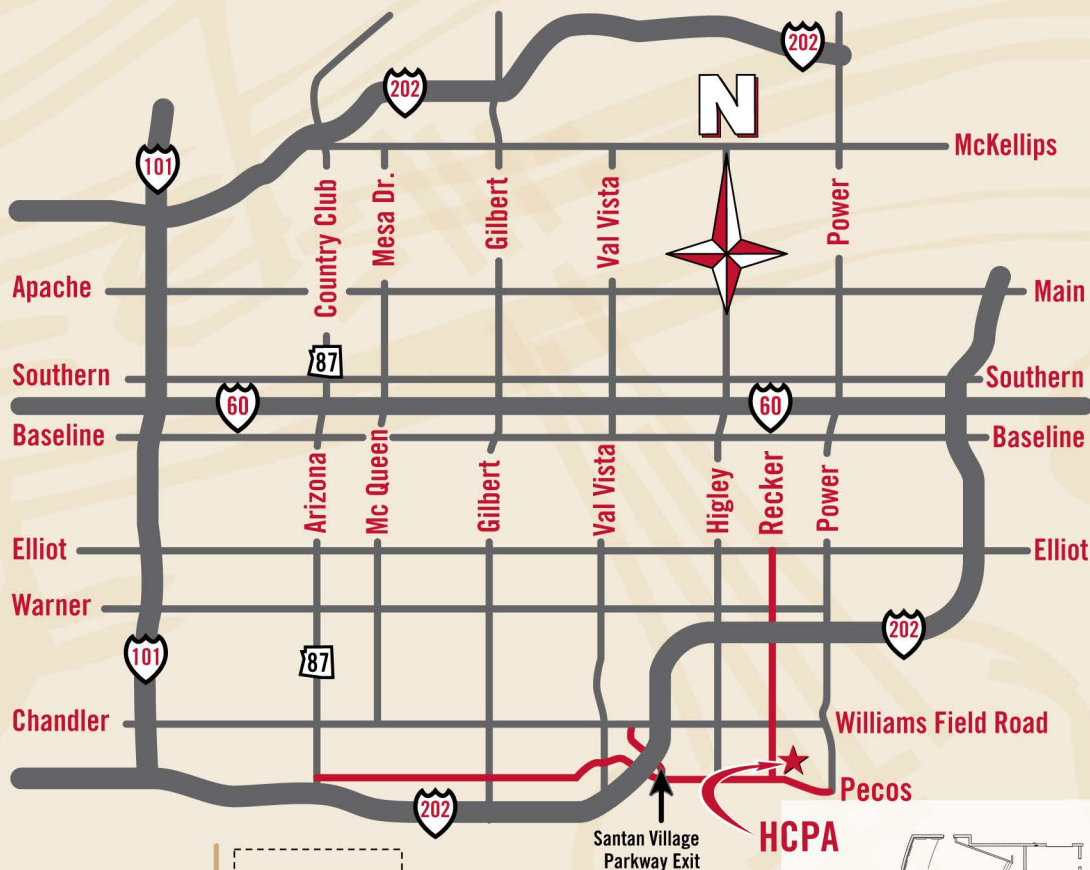 202
202
N
McKellips
101
Country Club
Mesa Dr.
Gilbert
Val Vista
Power
Apache
Main
87
Southern
Southern
60
60
Baseline
Baseline
Arizona
Mc Queen
Gilbert
Val Vista
Higley
Recker
Power
Elliot
Elliot
Warner
202
101
87
Chandler
Williams Field Road
Pecos
202
HCPA
Santan Village
Parkway Exit